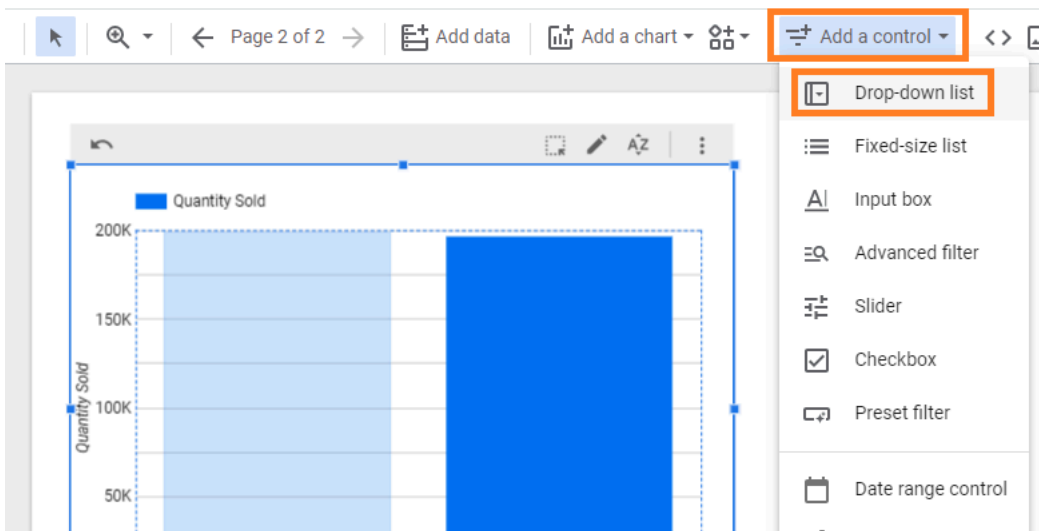 Page 2 of 2
Add data
Add a chart
Add a control
Drop-down list
Fixed-size list
Input box
Advanced filter
Slider
Checkbox
Preset filter
Date range control
AZ
Quantity Sold
200K
150K
100K
50K
Quantity Sold